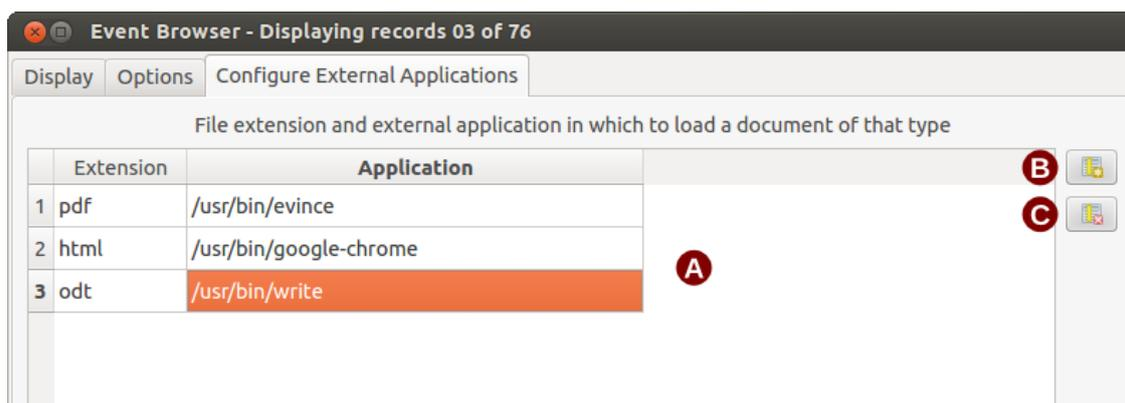 Event Browser - Displaying records 03 of 76
Display Options Configure External Applications
File extension and external application in which to load a document of that type
Extension Application B
1 pdf /usr/bin/evince C
2 html /usr/bin/google-chrome A
3 odt /usr/bin/write